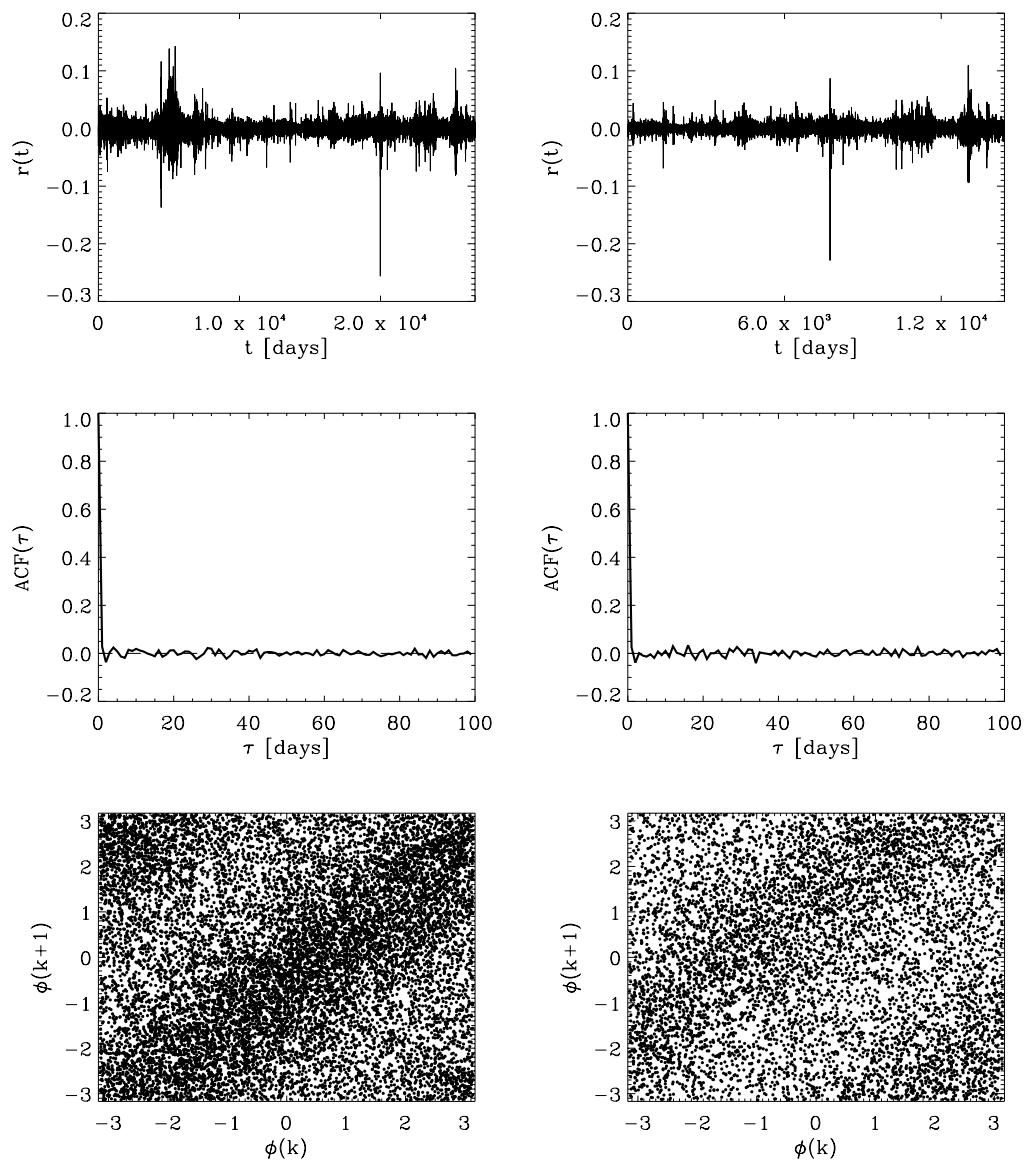 0.2
0.1
0.0
−0.1
−0.2
−0.3
r(t)
0
1.0 x 10⁴
2.0 x 10⁴
t [days]
0.2
0.1
0.0
−0.1
−0.2
−0.3
r(t)
0
6.0 x 10³
1.2 x 10⁴
t [days]
1.0
0.8
0.6
0.4
0.2
0.0
−0.2
ACF(τ)
0 20 40 60 80 100
τ [days]
1.0
0.8
0.6
0.4
0.2
0.0
−0.2
ACF(τ)
0 20 40 60 80 100
τ [days]
3
2
1
0
−1
−2
−3
ϕ(k+1)
−3 −2 −1 0 1 2 3
ϕ(k)
3
2
1
0
−1
−2
−3
ϕ(k+1)
−3 −2 −1 0 1 2 3
ϕ(k)